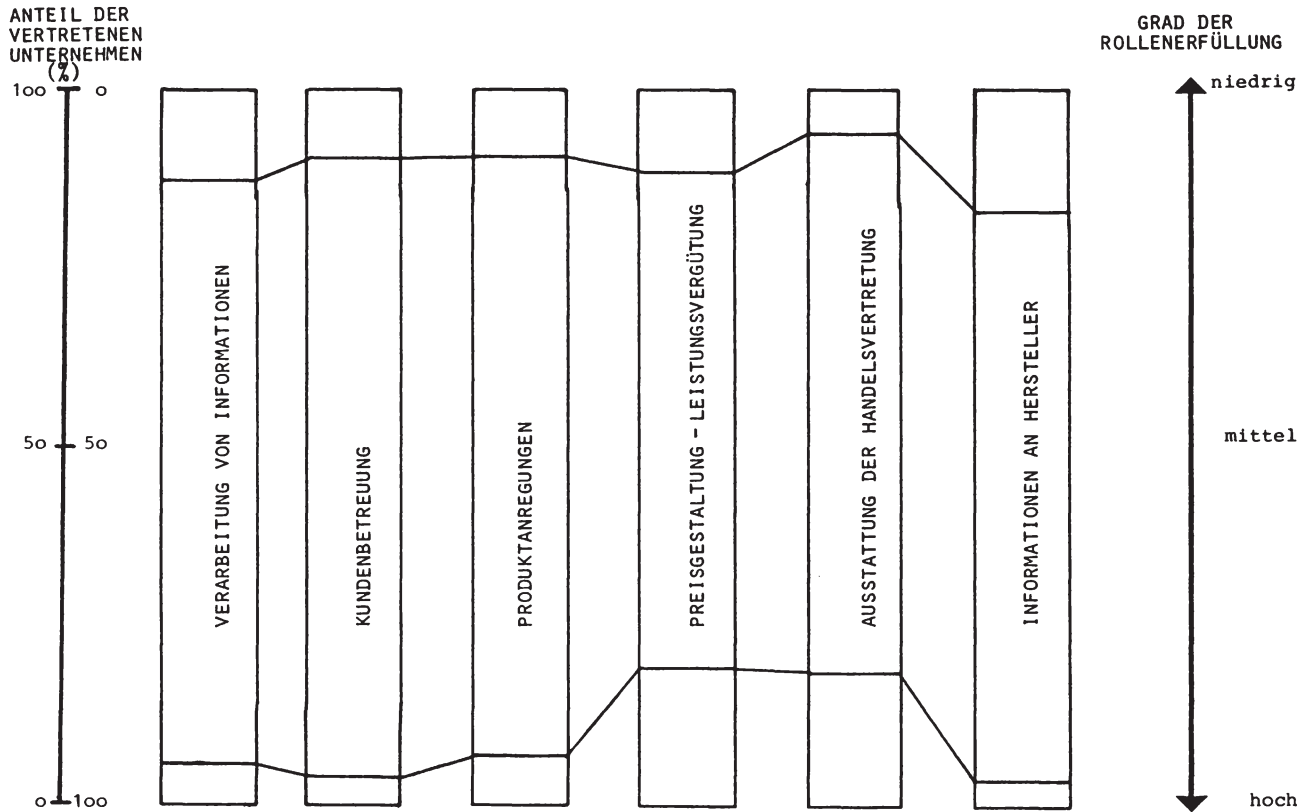 ANTEIL DER
VERTRETENEN
UNTERNEHMEN
(%)
GRAD DER
ROLLENERFÜLLUNG
100 0
niedrig
50 50
mittel
0 100
hoch
VERARBEITUNG VON INFORMATIONEN
KUNDENBETREUUNG
PRODUKTANREGUNGEN
PREISGESTALTUNG - LEISTUNGSVERGÜTUNG
AUSSTATTUNG DER HANDELSVERTRETUNG
INFORMATIONEN AN HERSTELLER